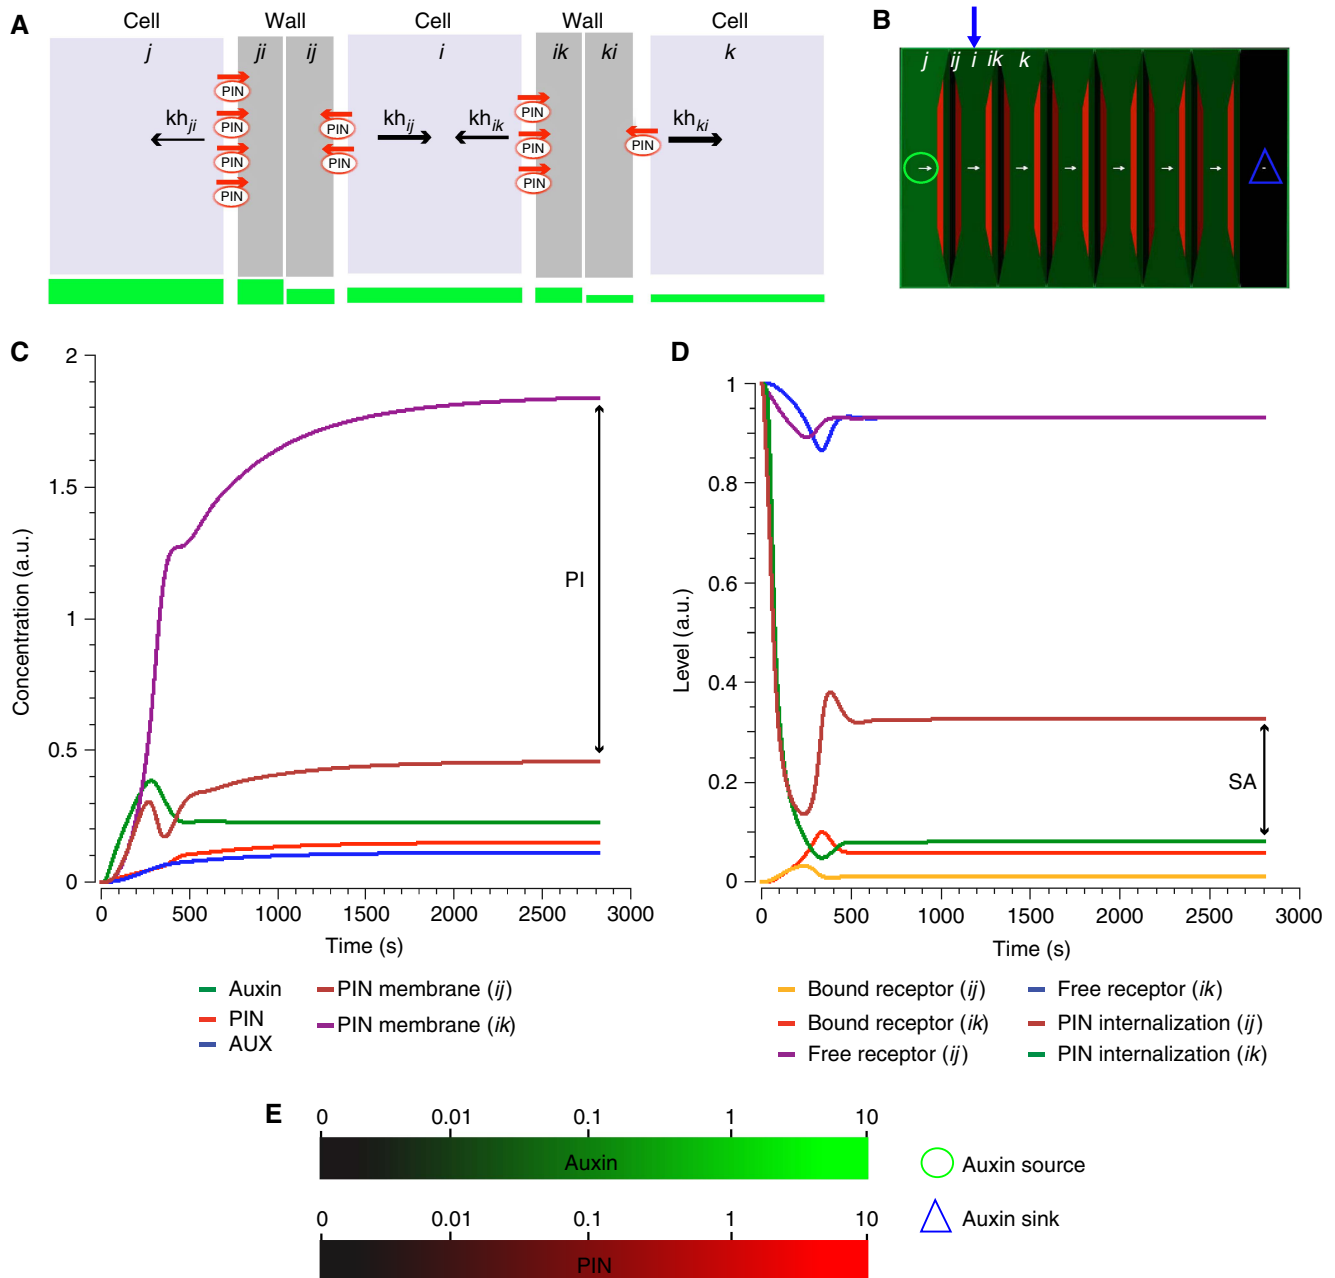 A
Cell Wall Cell Wall Cell
j ji ij i ik ki k
PIN
PIN
PIN
PIN
PIN
PIN
PIN
PIN
PIN
PIN
khji khij khik khki
B
j ij i ik k
C
2
1.5
1
0.5
0
Concentration (a.u.)
PI
0 500 1000 1500 2000 2500 3000
Time (s)
Auxin
PIN
AUX
PIN membrane (ij)
PIN membrane (ik)
D
1
0.8
0.6
0.4
0.2
0
Level (a.u.)
SA
0 500 1000 1500 2000 2500 3000
Time (s)
Bound receptor (ij)
Bound receptor (ik)
Free receptor (ij)
Free receptor (ik)
PIN internalization (ij)
PIN internalization (ik)
E
0 0.01 0.1 1 10
Auxin
0 0.01 0.1 1 10
PIN
Auxin source
Auxin sink